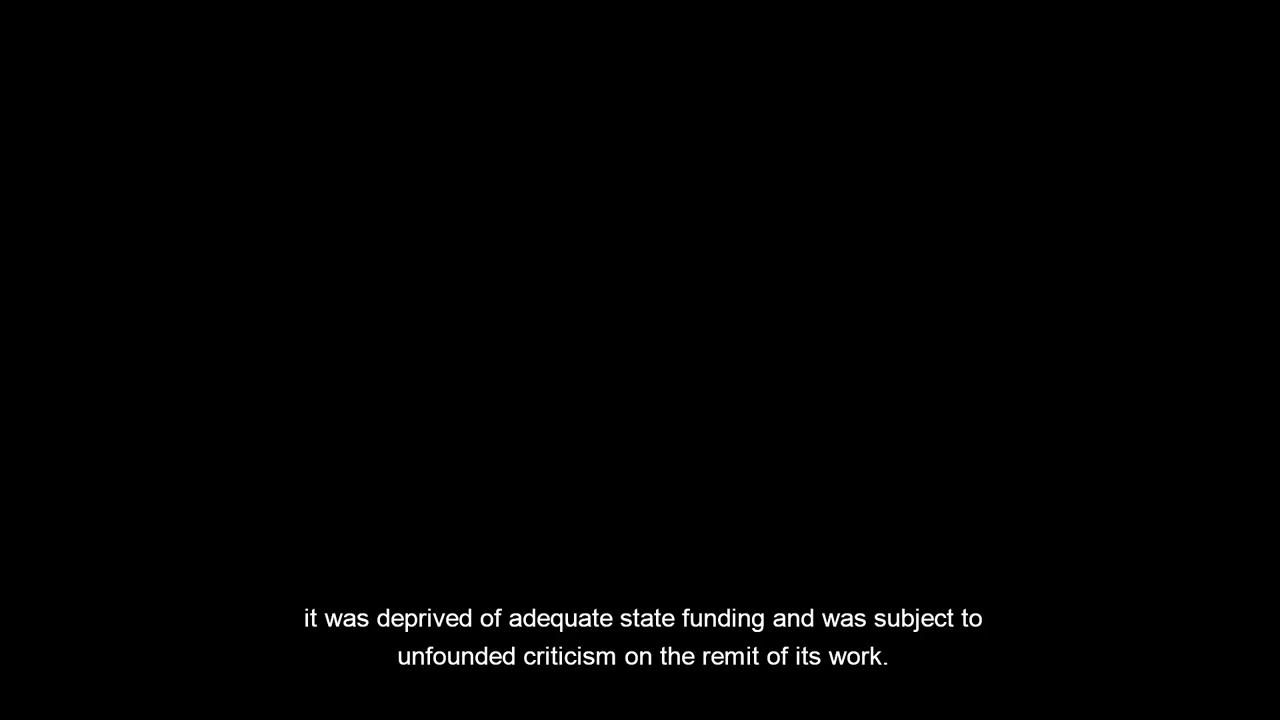 it was deprived of adequate state funding and was subject to
unfounded criticism on the remit of its work.